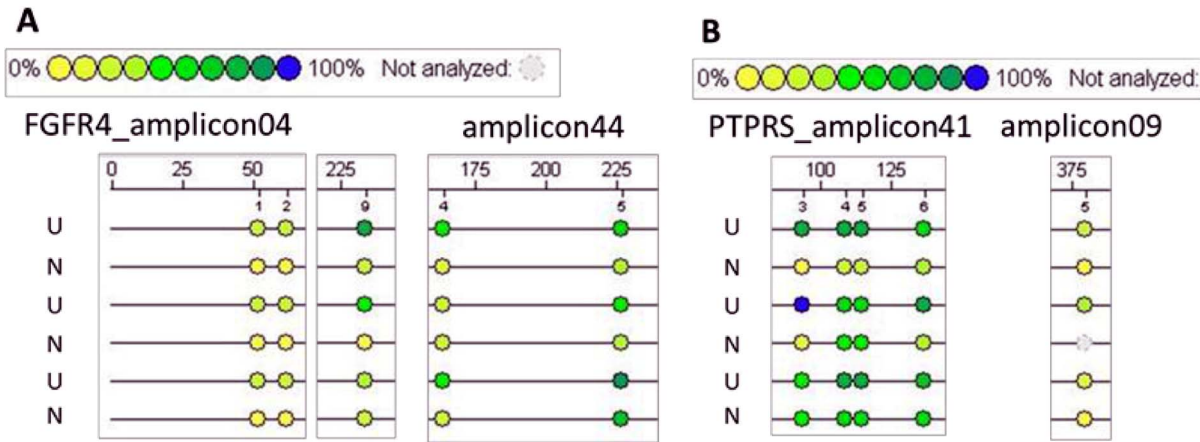 A
B
0% 100% Not analyzed:
0% 100% Not analyzed:
FGFR4_amplicon04 amplicon44
PTPRS_amplicon41 amplicon09
0 25 50 225 175 200 225
100 125 375
1 2 9 4 5
3 4 5 6 5
U U
N N
U U
N N
U U
N N